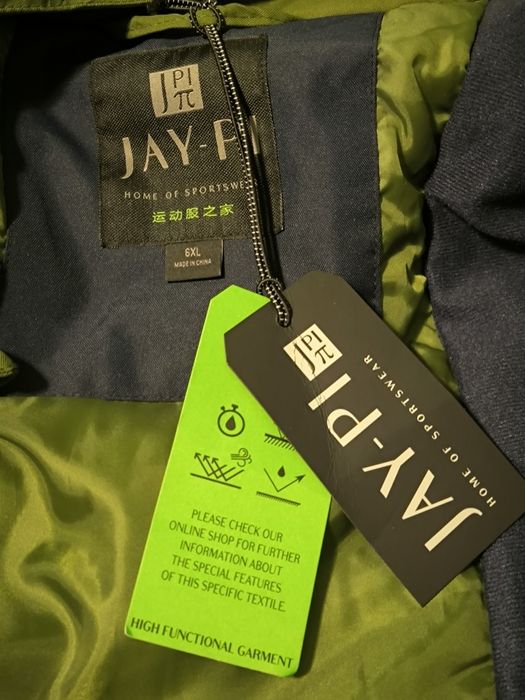 J PI
π
JAY-PI
HOME OF SPORTSWE
运动服之家
6XL
MADE IN CHINA
J PI
π
JAY-PI
HOME OF SPORTSWEAR
PLEASE CHECK OUR
ONLINE SHOP FOR FURTHER
INFORMATION ABOUT
THE SPECIAL FEATURES
OF THIS SPECIFIC TEXTILE.
HIGH FUNCTIONAL GARMENT